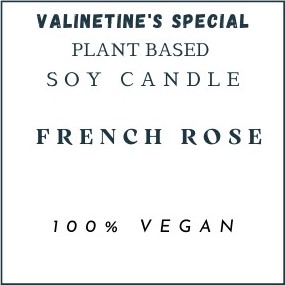 VALINETINE'S SPECIAL
PLANT BASED
SOY CANDLE
FRENCH ROSE
100% VEGAN